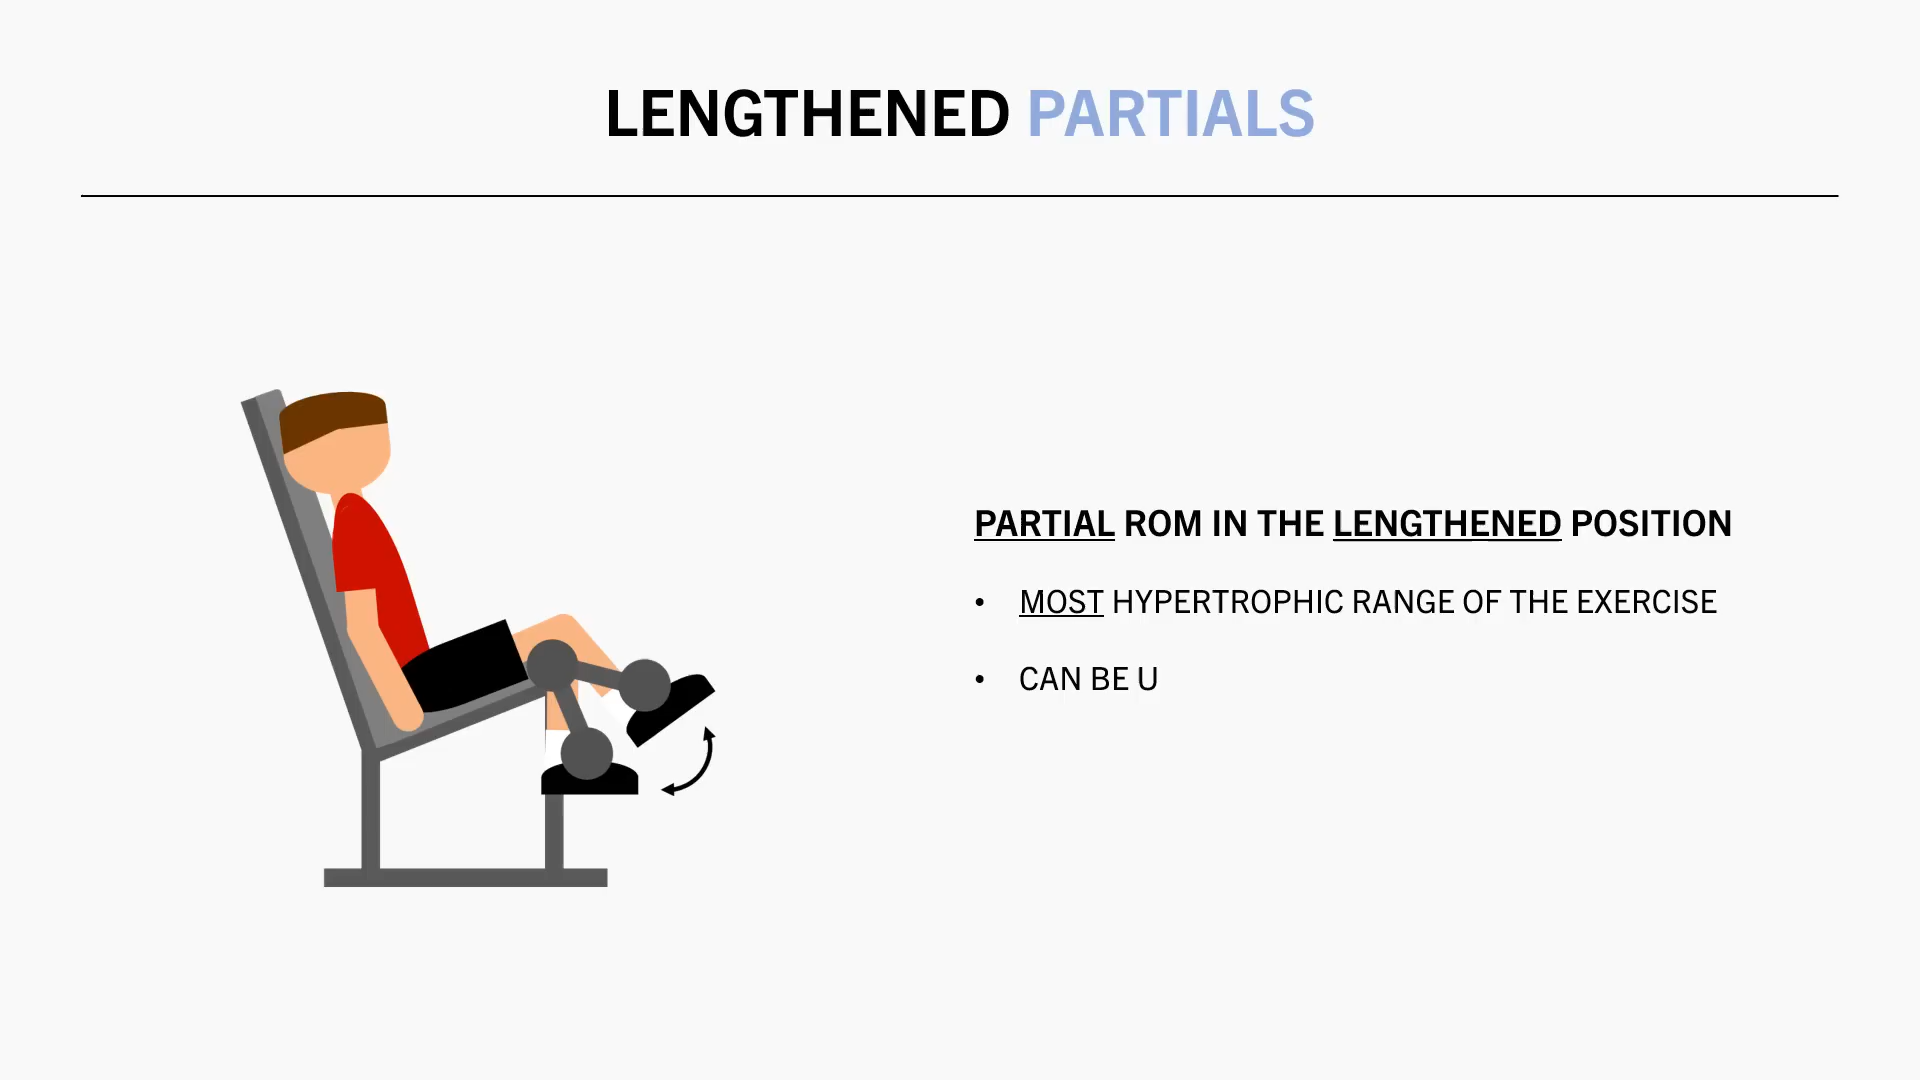 LENGTHENED PARTIALS
PARTIAL ROM IN THE LENGTHENED POSITION
• MOST HYPERTROPHIC RANGE OF THE EXERCISE
• CAN BE U